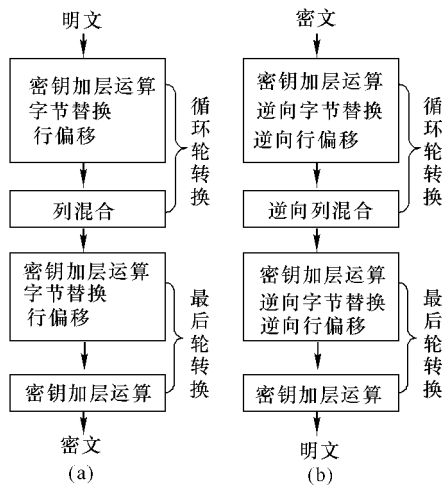 明文
密钥加层运算
字节替换
行偏移
循环轮转换
列混合
密钥加层运算
字节替换
行偏移
最后轮转换
密钥加层运算
密文
(a)
密文
密钥加层运算
逆向字节替换
逆向行偏移
循环轮转换
逆向列混合
密钥加层运算
逆向字节替换
逆向行偏移
最后轮转换
密钥加层运算
明文
(b)